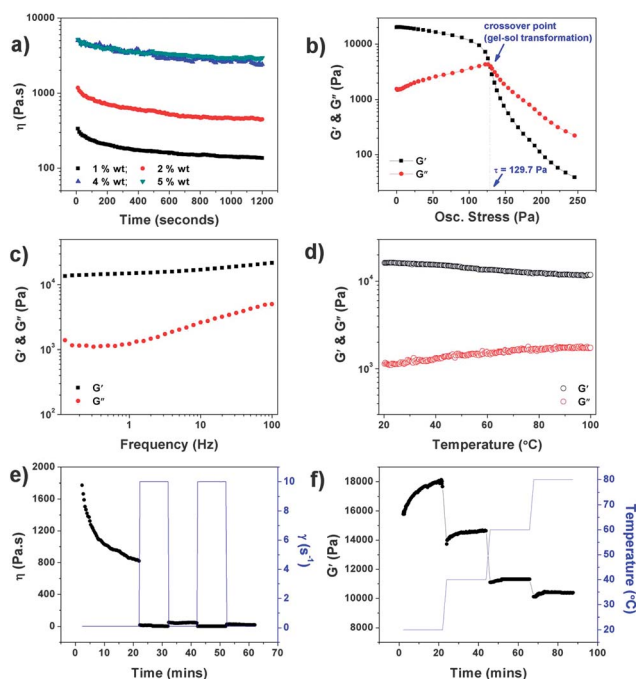 a)
10000
1000
100
η (Pa.s)
1 % wt; 2 % wt
4 % wt; 5 % wt
0 200 400 600 800 1000 1200
Time (seconds)
b)
crossover point
(gel-sol transformation)
10000
1000
100
G' & G'' (Pa)
G'
G''
τ = 129.7 Pa
0 50 100 150 200 250
Osc. Stress (Pa)
c)
10⁴
10³
10²
G' & G'' (Pa)
G'
G''
1 10 100
Frequency (Hz)
d)
10⁴
10³
G' & G'' (Pa)
G'
G''
20 40 60 80 100
Temperature (°C)
e)
2000
1600
1200
800
400
0
η (Pa.s)
10
8
6
4
2
0
γ (s⁻¹)
0 10 20 30 40 50 60 70
Time (mins)
f)
18000
16000
14000
12000
10000
8000
G' (Pa)
80
70
60
50
40
30
20
Temperature (°C)
0 20 40 60 80 100
Time (mins)